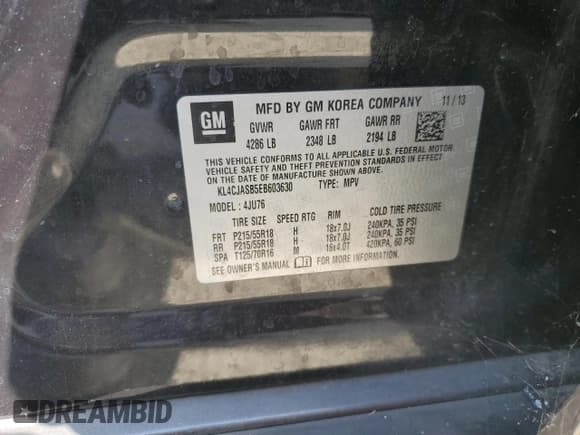 GM
MFD BY GM KOREA COMPANY 11 / 13
GVWR GAWR FRT GAWR RR
4286 LB 2348 LB 2194 LB
THIS VEHICLE CONFORMS TO ALL APPLICABLE U.S. FEDERAL MOTOR
VEHICLE SAFETY AND THEFT PREVENTION STANDARDS IN EFFECT
ON THE DATE OF MANUFACTURE SHOWN ABOVE.
KL4CJASB5EB603630 TYPE: MPV
MODEL : 4JU76
TIRE SIZE SPEED RTG RIM COLD TIRE PRESSURE
FRT P215/55R18 H 18x7.0J 240KPA, 35 PSI
RR P215/55R18 H 18x7.0J 240KPA, 35 PSI
SPA T125/70R16 M 16x4.0T 420KPA, 60 PSI
SEE OWNER'S MANUAL FOR MORE INFORMATION.
DREAMBID